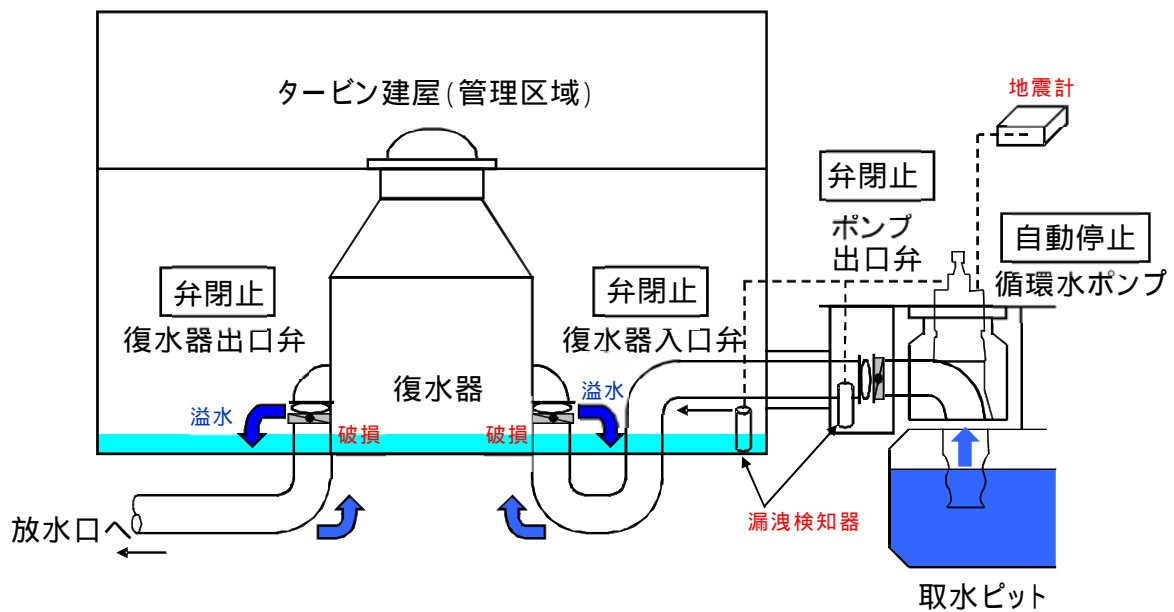 タービン建屋(管理区域)
地震計
弁閉止
ポンプ
出口弁
自動停止
循環水ポンプ
弁閉止
復水器出口弁
弁閉止
復水器入口弁
復水器
溢水
溢水
破損
破損
漏洩検知器
放水口へ
取水ピット